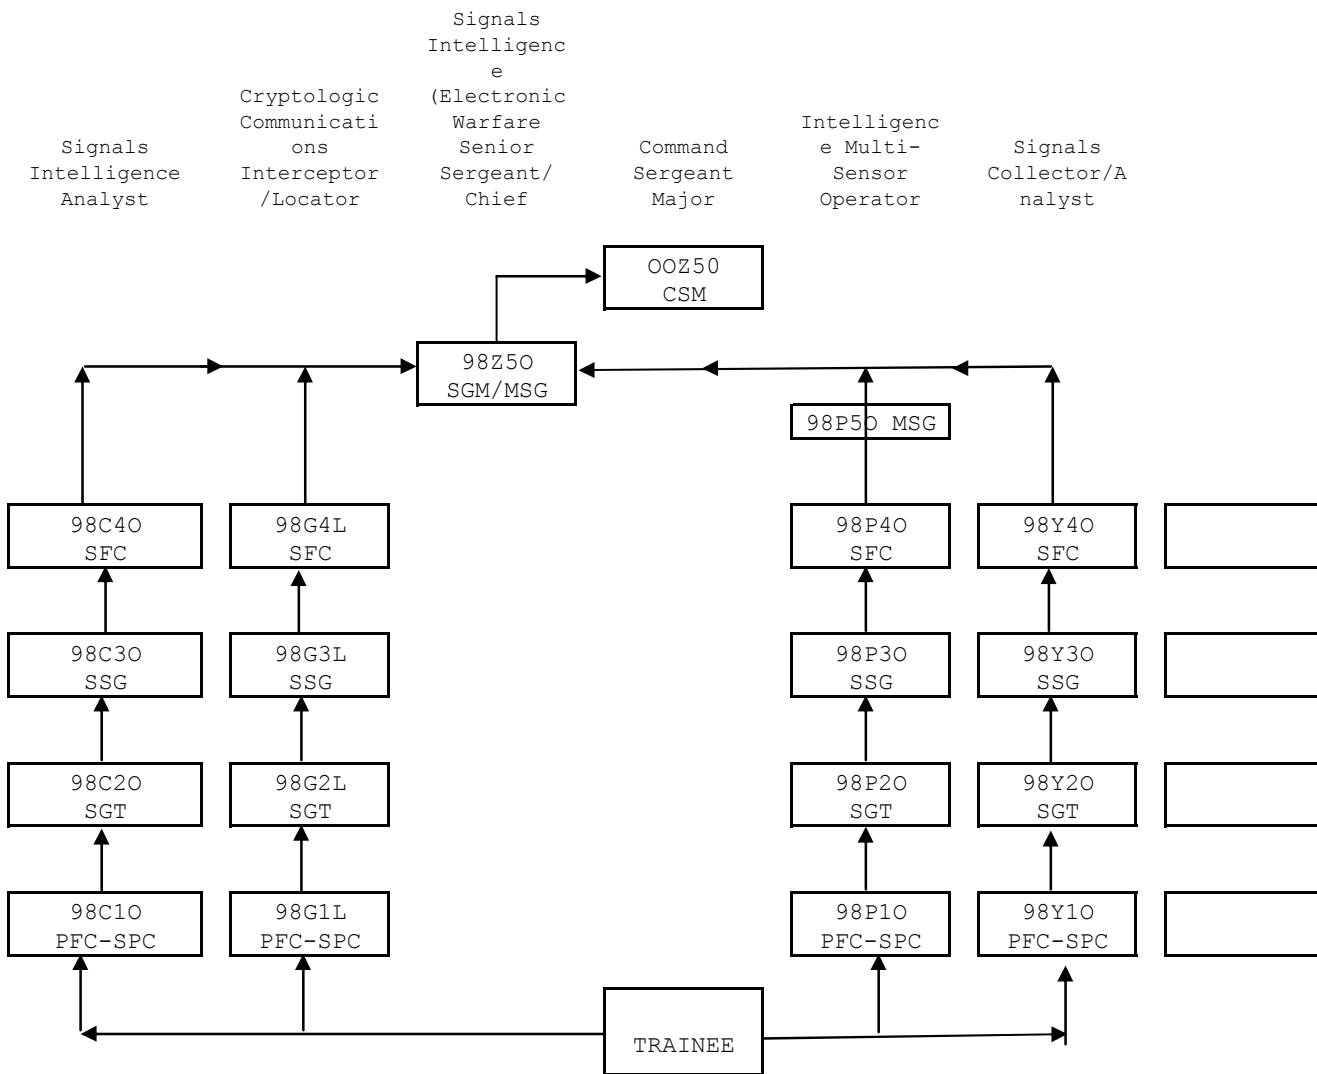 Signals
Intelligence
Analyst
Cryptologic
Communicati
ons
Interceptor
/Locator
Signals
Intelligenc
e
(Electronic
Warfare
Senior
Sergeant/
Chief
Command
Sergeant
Major
Intelligenc
e Multi-
Sensor
Operator
Signals
Collector/A
nalyst
OOZ50
CSM
98Z5O
SGM/MSG
98P5O MSG
98C4O
SFC
98G4L
SFC
98P4O
SFC
98Y4O
SFC
98C3O
SSG
98G3L
SSG
98P3O
SSG
98Y3O
SSG
98C2O
SGT
98G2L
SGT
98P2O
SGT
98Y2O
SGT
98C1O
PFC-SPC
98G1L
PFC-SPC
98P1O
PFC-SPC
98Y1O
PFC-SPC
TRAINEE